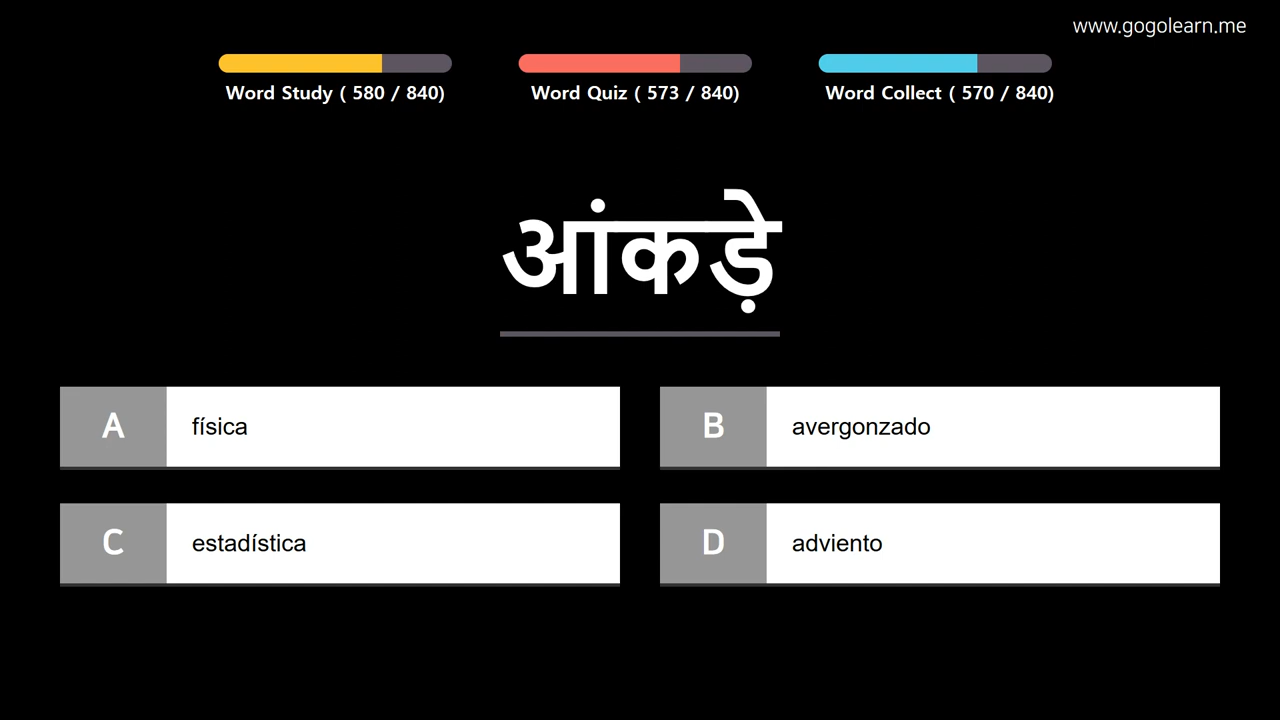 www.gogolearn.me
Word Study ( 580 / 840)
Word Quiz ( 573 / 840)
Word Collect ( 570 / 840)
आंकड़े
A
física
B
avergonzado
C
estadística
D
adviento